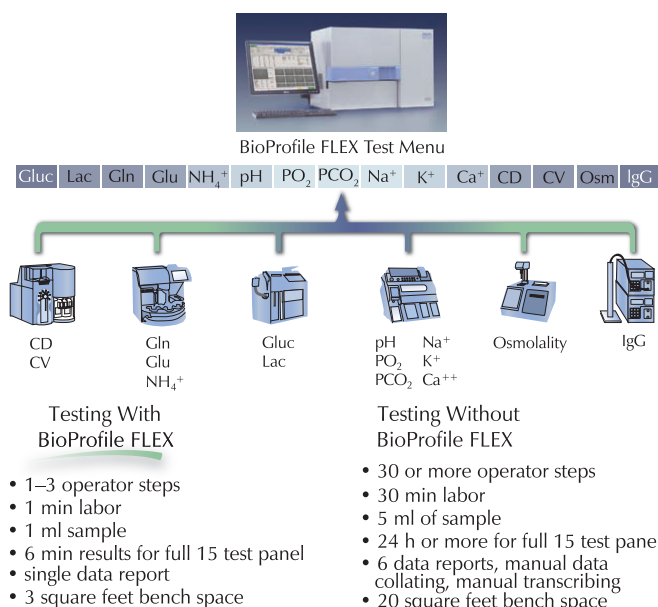 BioProfile FLEX Test Menu
Gluc Lac Gln Glu NH₄⁺ pH PO₂ PCO₂ Na⁺ K⁺ Ca⁺ CD CV Osm IgG
CD
CV
Gln
Glu
NH₄⁺
Gluc
Lac
pH Na⁺
PO₂ K⁺
PCO₂ Ca⁺⁺
Osmolality
IgG
Testing With
BioProfile FLEX
• 1–3 operator steps
• 1 min labor
• 1 ml sample
• 6 min results for full 15 test panel
• single data report
• 3 square feet bench space
Testing Without
BioProfile FLEX
• 30 or more operator steps
• 30 min labor
• 5 ml of sample
• 24 h or more for full 15 test pane
• 6 data reports, manual data
collating, manual transcribing
• 20 square feet bench space